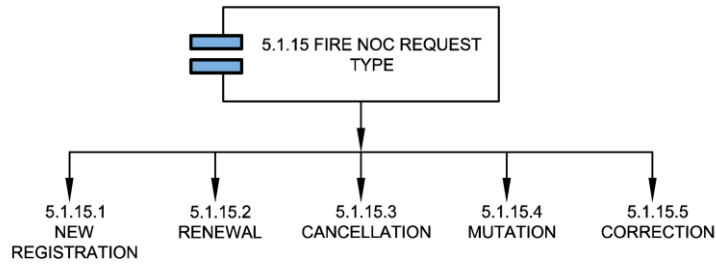 5.1.15 FIRE NOC REQUEST
TYPE
5.1.15.1
NEW
REGISTRATION
5.1.15.2
RENEWAL
5.1.15.3
CANCELLATION
5.1.15.4
MUTATION
5.1.15.5
CORRECTION